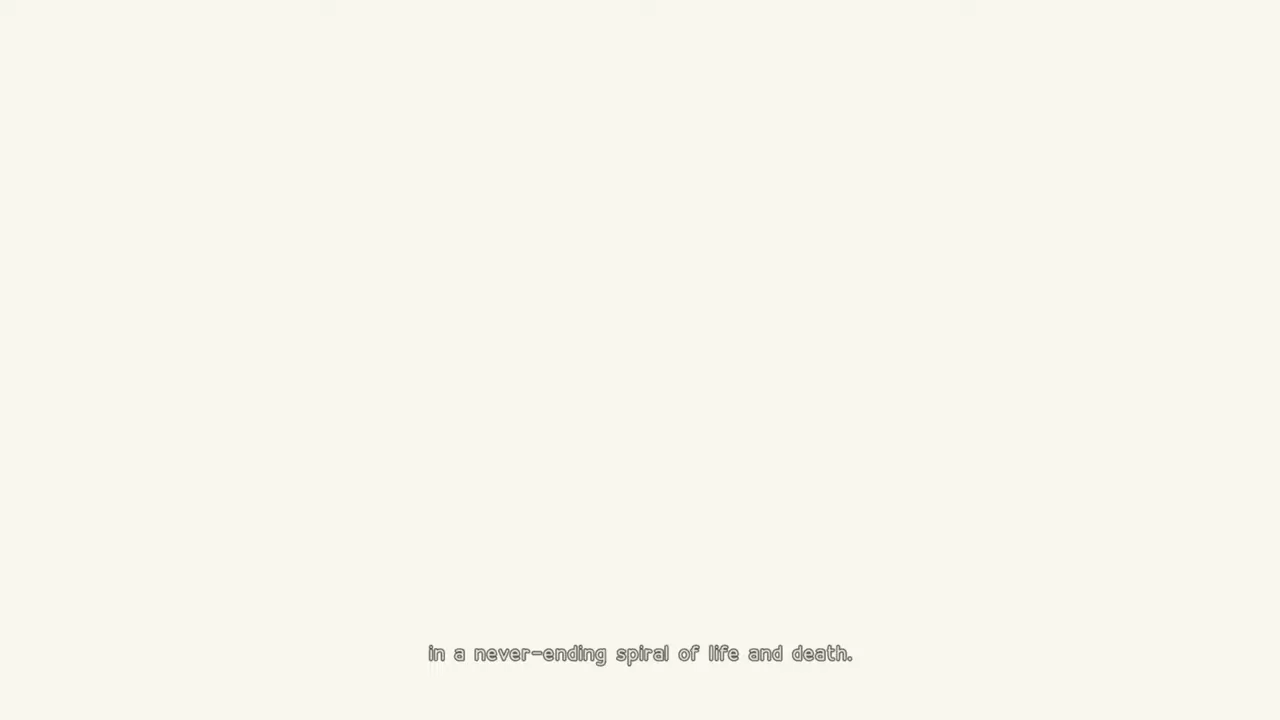 in a never-ending spiral of life and death.